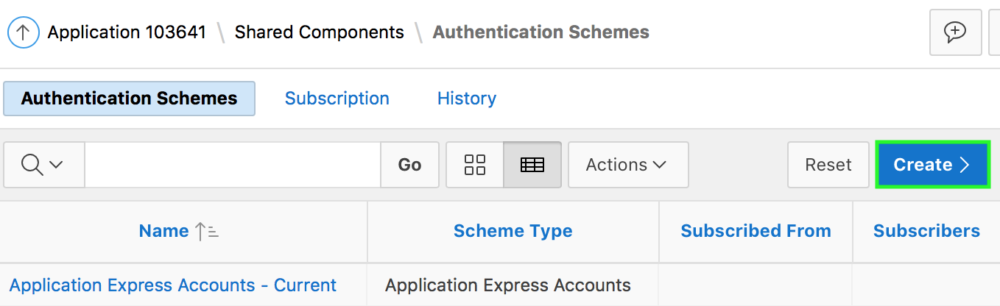 Application 103641 \ Shared Components \ Authentication Schemes
Authentication Schemes Subscription History
Go Actions Reset Create
Name Scheme Type Subscribed From Subscribers
Application Express Accounts - Current Application Express Accounts